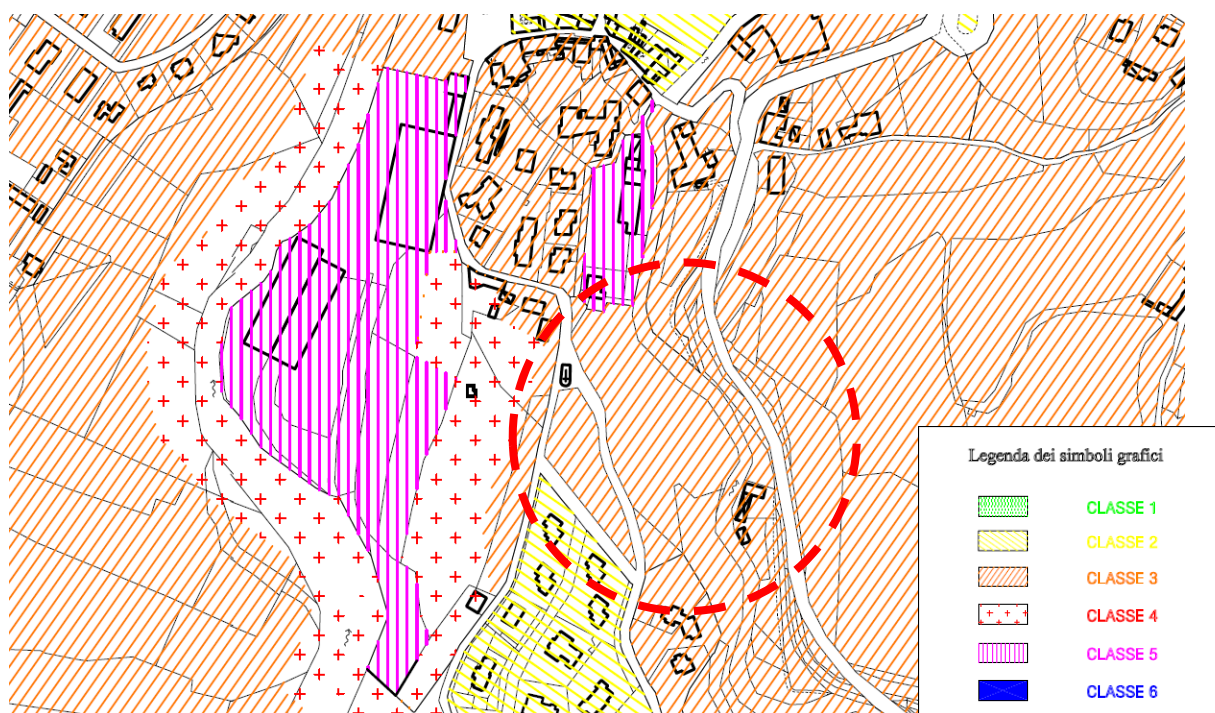 Legenda dei simboli grafici
CLASSE 1
CLASSE 2
CLASSE 3
CLASSE 4
CLASSE 5
CLASSE 6